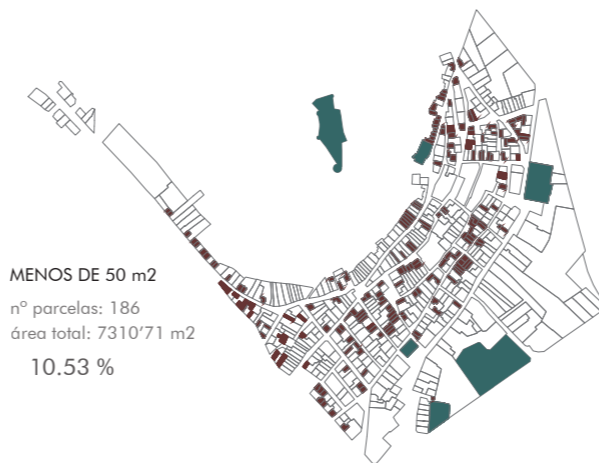 MENOS DE 50 m2
nº parcelas: 186
área total: 7310'71 m2
10.53 %